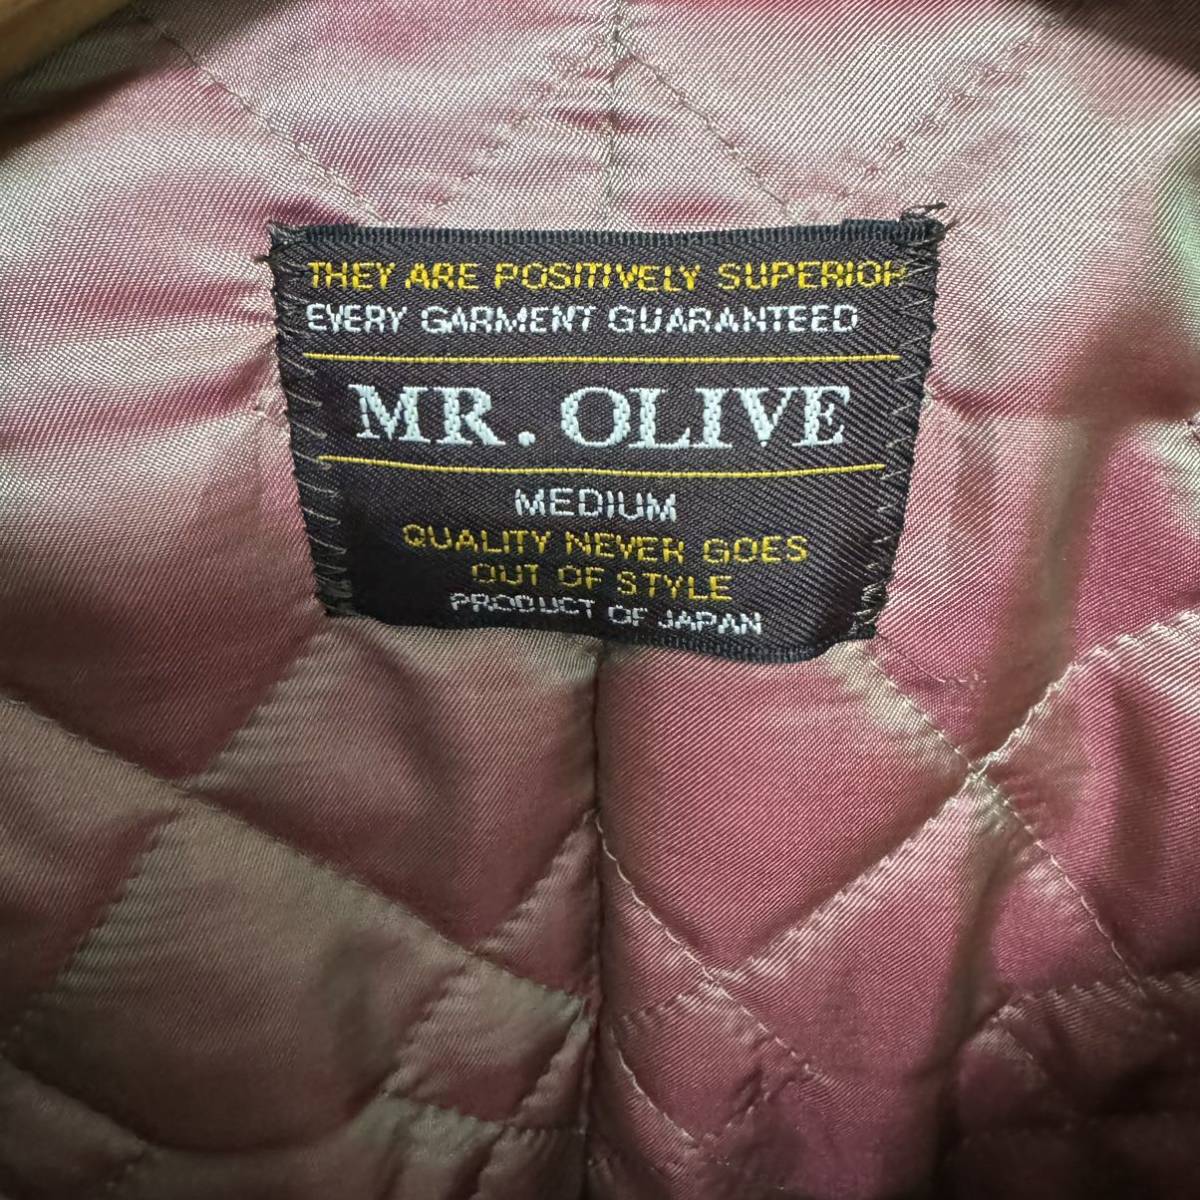 THEY ARE POSITIVELY SUPERIOR
EVERY GARMENT GUARANTEED
MR. OLIVE
MEDIUM
QUALITY NEVER GOES
OUT OF STYLE
PRODUCT OF JAPAN